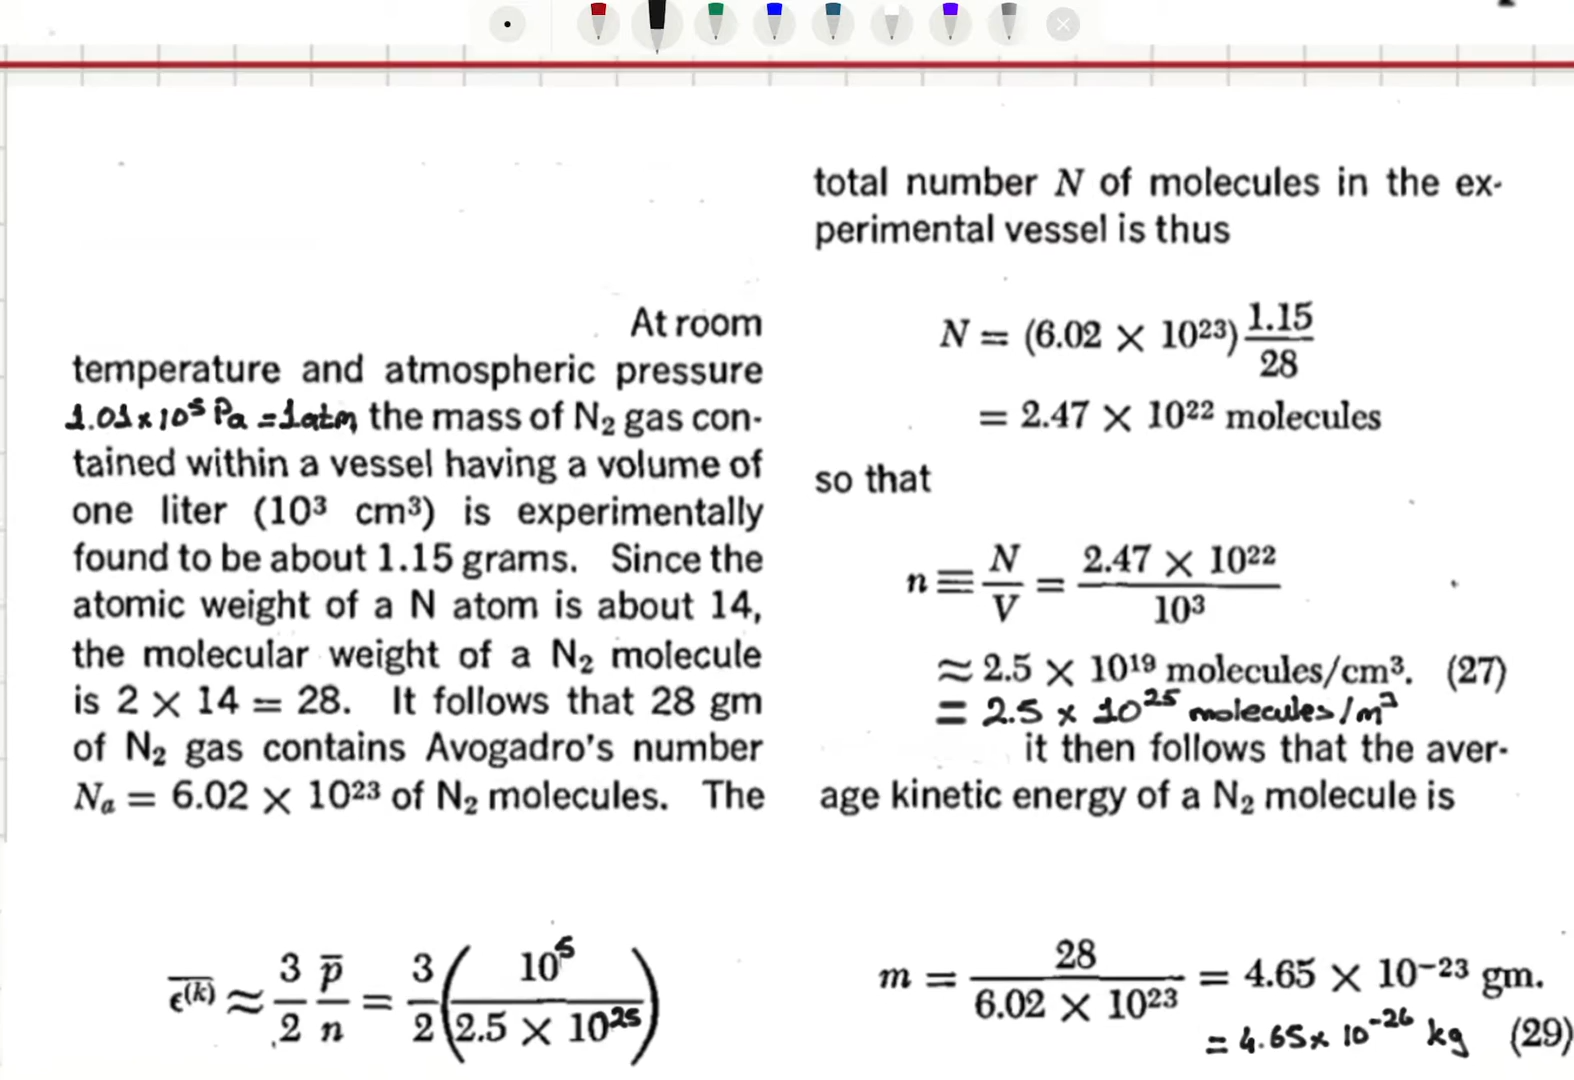 At room
temperature and atmospheric pressure
1.01 × 10⁵ Pa = 1 atm the mass of N₂ gas con-
tained within a vessel having a volume of
one liter (10³ cm³) is experimentally
found to be about 1.15 grams. Since the
atomic weight of a N atom is about 14,
the molecular weight of a N₂ molecule
is 2 × 14 = 28. It follows that 28 gm
of N₂ gas contains Avogadro's number
Nₐ = 6.02 × 10²³ of N₂ molecules. The
total number N of molecules in the ex-
perimental vessel is thus
N = (6.02 × 10²³) 1.15/28
= 2.47 × 10²² molecules
so that
n ≡ N/V = 2.47 × 10²²/10³
≈ 2.5 × 10¹⁹ molecules/cm³. (27)
= 2.5 × 10²⁵ molecules/m³
it then follows that the aver-
age kinetic energy of a N₂ molecule is
ϵ̅⁽ᵏ⁾ ≈ 3/2 p̅/n = 3/2 (10⁵/2.5 × 10²⁵)
m = 28/6.02 × 10²³ = 4.65 × 10⁻²³ gm.
= 4.65 × 10⁻²⁶ kg (29)